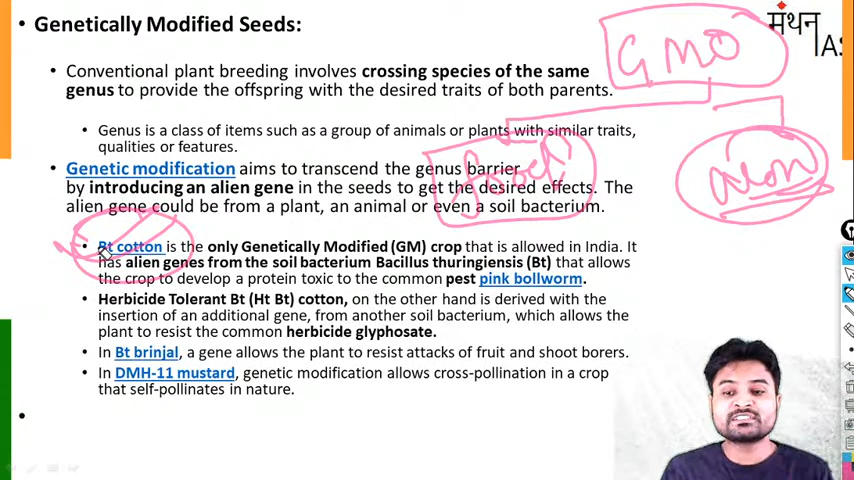 • Genetically Modified Seeds:
मंथन
IAS
GMO
• Conventional plant breeding involves crossing species of the same
genus to provide the offspring with the desired traits of both parents.
• Genus is a class of items such as a group of animals or plants with similar traits,
qualities or features.
• Genetic modification aims to transcend the genus barrier
by introducing an alien gene in the seeds to get the desired effects. The
alien gene could be from a plant, an animal or even a soil bacterium.
food
• Bt cotton is the only Genetically Modified (GM) crop that is allowed in India. It
has alien genes from the soil bacterium Bacillus thuringiensis (Bt) that allows
the crop to develop a protein toxic to the common pest pink bollworm.
• Herbicide Tolerant Bt (Ht Bt) cotton, on the other hand is derived with the
insertion of an additional gene, from another soil bacterium, which allows the
plant to resist the common herbicide glyphosate.
• In Bt brinjal, a gene allows the plant to resist attacks of fruit and shoot borers.
• In DMH-11 mustard, genetic modification allows cross-pollination in a crop
that self-pollinates in nature.
•